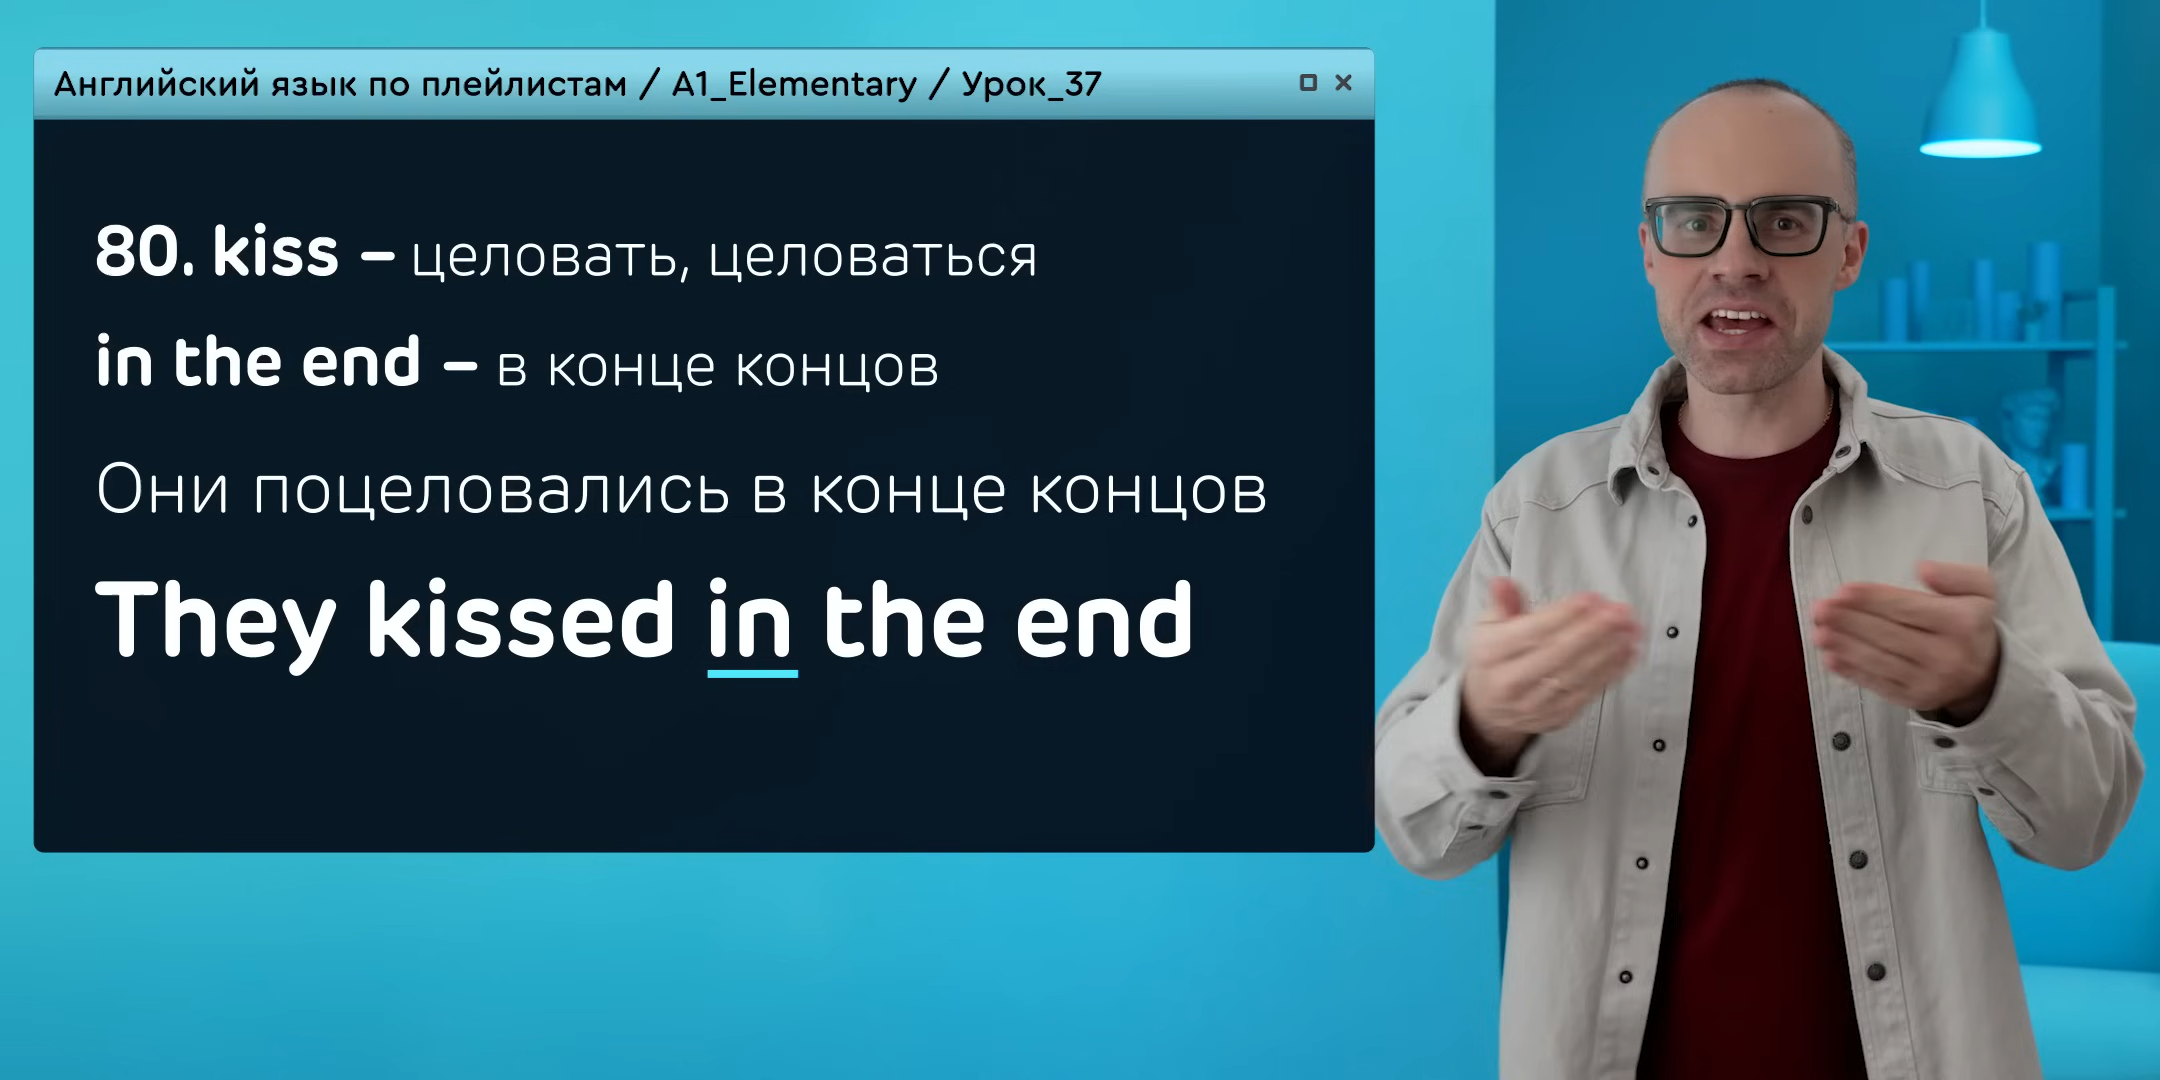 Английский язык по плейлистам / A1_Elementary / Урок_37
80. kiss – целовать, целоваться
in the end – в конце концов
Они поцеловались в конце концов
They kissed in the end